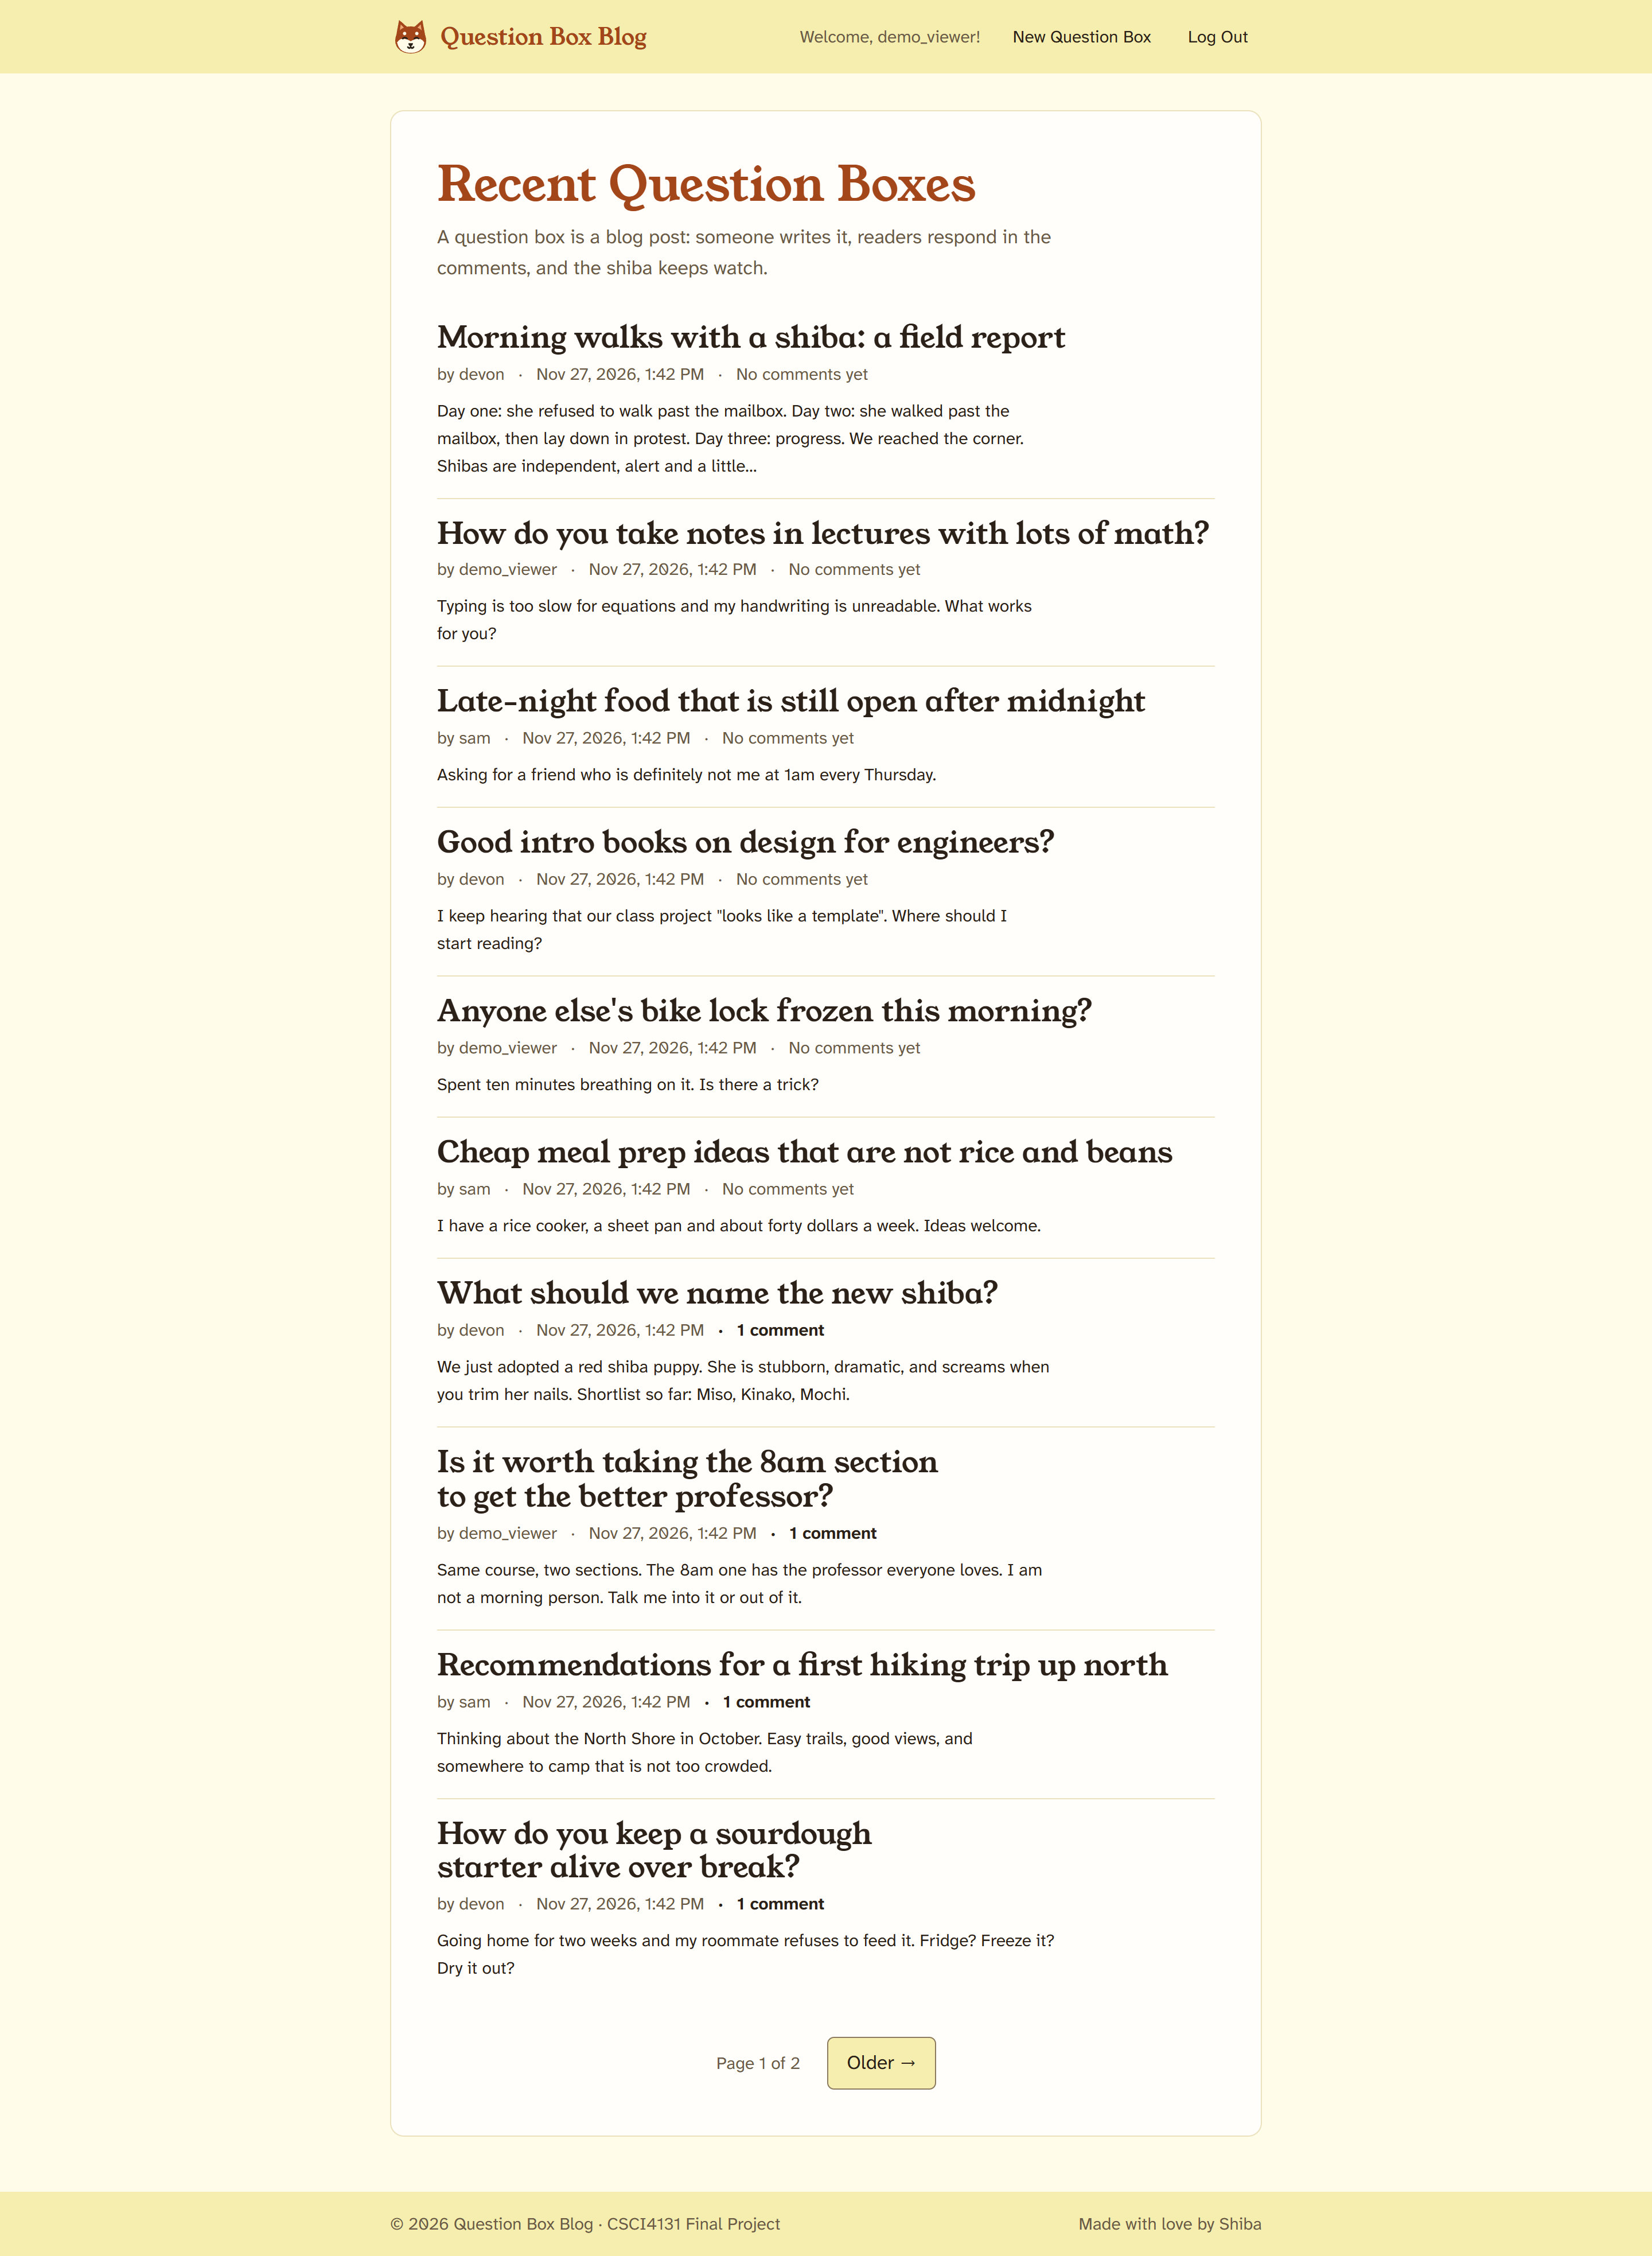 Question Box Blog
Welcome, demo_viewer!
New Question Box
Log Out
Recent Question Boxes
A question box is a blog post: someone writes it, readers respond in the
comments, and the shiba keeps watch.
Morning walks with a shiba: a field report
by devon · Nov 27, 2026, 1:42 PM · No comments yet
Day one: she refused to walk past the mailbox. Day two: she walked past the
mailbox, then lay down in protest. Day three: progress. We reached the corner.
Shibas are independent, alert and a little...
How do you take notes in lectures with lots of math?
by demo_viewer · Nov 27, 2026, 1:42 PM · No comments yet
Typing is too slow for equations and my handwriting is unreadable. What works
for you?
Late-night food that is still open after midnight
by sam · Nov 27, 2026, 1:42 PM · No comments yet
Asking for a friend who is definitely not me at 1am every Thursday.
Good intro books on design for engineers?
by devon · Nov 27, 2026, 1:42 PM · No comments yet
I keep hearing that our class project "looks like a template". Where should I
start reading?
Anyone else's bike lock frozen this morning?
by demo_viewer · Nov 27, 2026, 1:42 PM · No comments yet
Spent ten minutes breathing on it. Is there a trick?
Cheap meal prep ideas that are not rice and beans
by sam · Nov 27, 2026, 1:42 PM · No comments yet
I have a rice cooker, a sheet pan and about forty dollars a week. Ideas welcome.
What should we name the new shiba?
by devon · Nov 27, 2026, 1:42 PM · 1 comment
We just adopted a red shiba puppy. She is stubborn, dramatic, and screams when
you trim her nails. Shortlist so far: Miso, Kinako, Mochi.
Is it worth taking the 8am section
to get the better professor?
by demo_viewer · Nov 27, 2026, 1:42 PM · 1 comment
Same course, two sections. The 8am one has the professor everyone loves. I am
not a morning person. Talk me into it or out of it.
Recommendations for a first hiking trip up north
by sam · Nov 27, 2026, 1:42 PM · 1 comment
Thinking about the North Shore in October. Easy trails, good views, and
somewhere to camp that is not too crowded.
How do you keep a sourdough
starter alive over break?
by devon · Nov 27, 2026, 1:42 PM · 1 comment
Going home for two weeks and my roommate refuses to feed it. Fridge? Freeze it?
Dry it out?
Page 1 of 2
Older →
© 2026 Question Box Blog · CSCI4131 Final Project
Made with love by Shiba